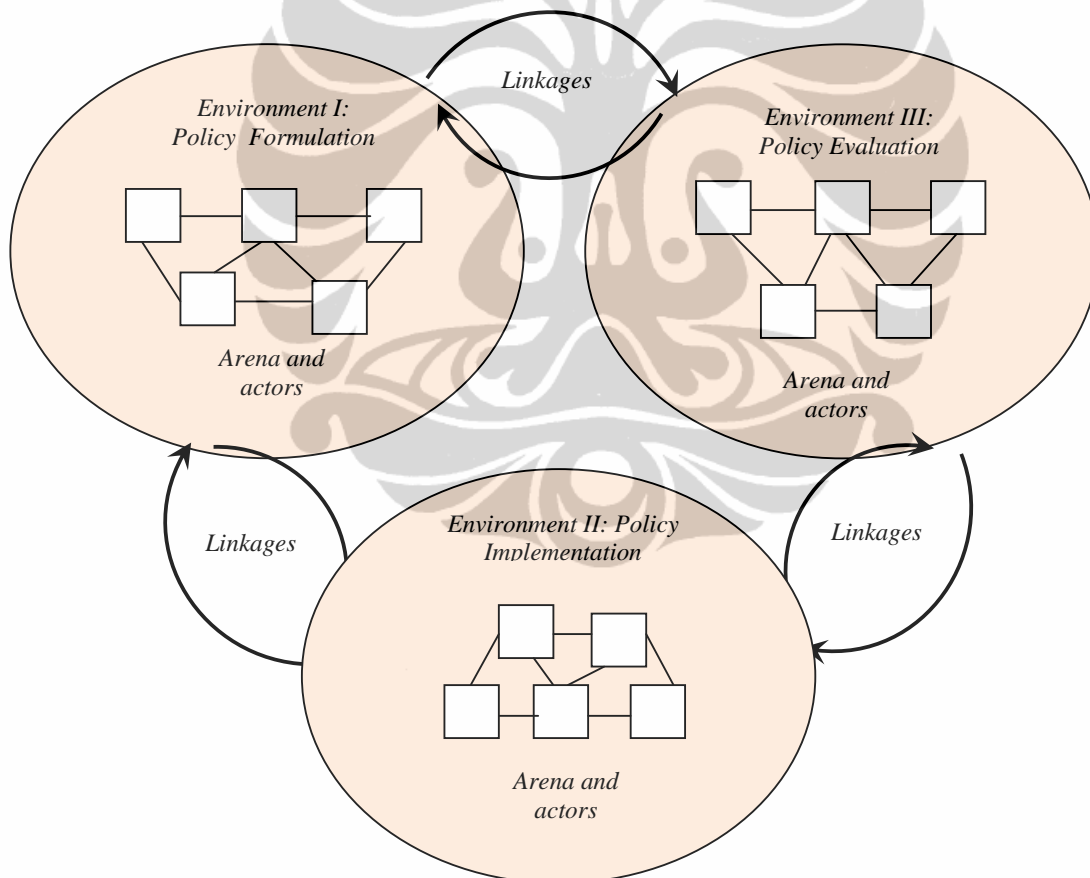 Linkages
Environment I:
Policy Formulation
Environment III:
Policy Evaluation
Arena and
actors
Arena and
actors
Linkages
Linkages
Environment II: Policy
Implementation
Arena and
actors